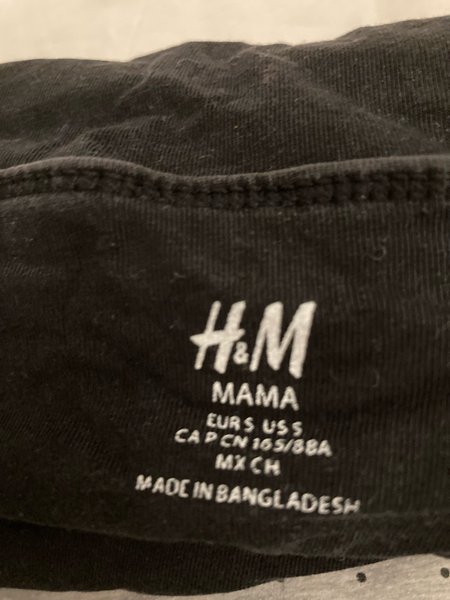 H&M
MAMA
EUR S US S
CA P CN 165/88A
MX CH
MADE IN BANGLADESH